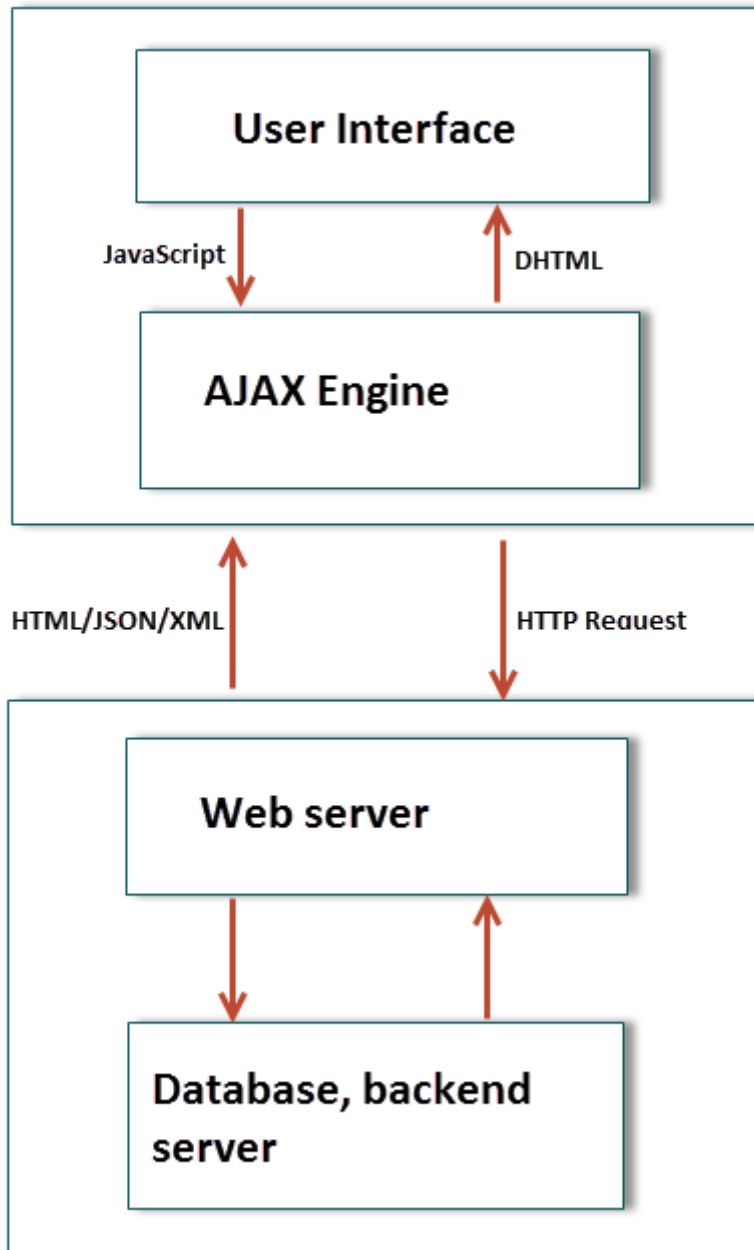 User Interface
JavaScript
DHTML
AJAX Engine
HTML/JSON/XML
HTTP Request
Web server
Database, backend
server